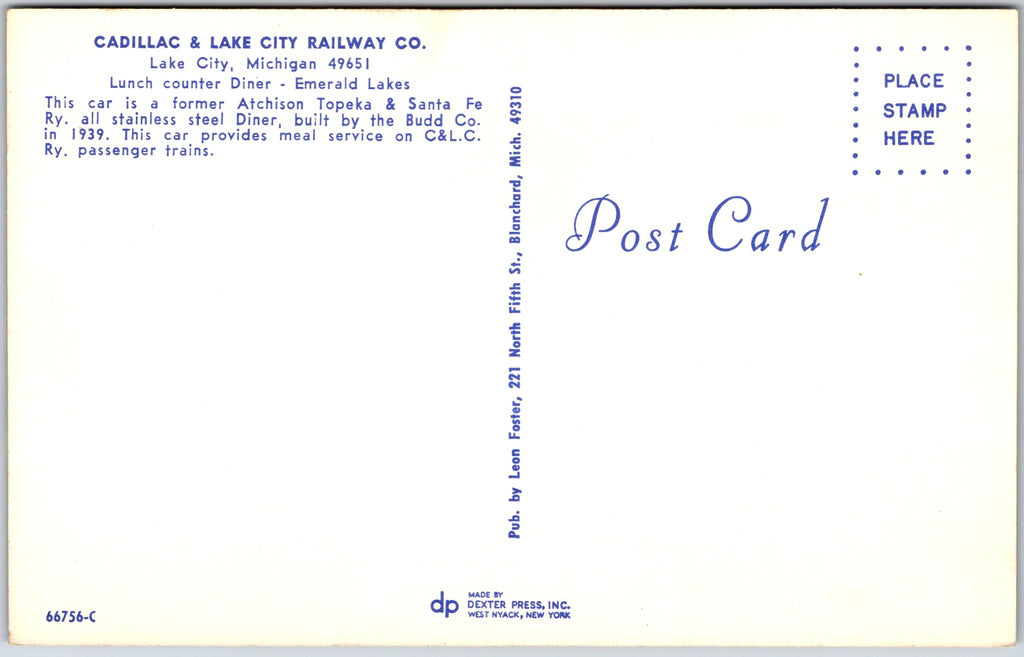 CADILLAC & LAKE CITY RAILWAY CO.
Lake City, Michigan 49651
Lunch counter Diner - Emerald Lakes
This car is a former Atchison Topeka & Santa Fe
Ry. all stainless steel Diner, built by the Budd Co.
in 1939. This car provides meal service on C&L.C.
Ry. passenger trains.
Pub. by Leon Foster, 221 North Fifth St., Blanchard, Mich. 49310
PLACE
STAMP
HERE
Post Card
66756-C
dp
MADE BY
DEXTER PRESS, INC.
WEST NYACK, NEW YORK